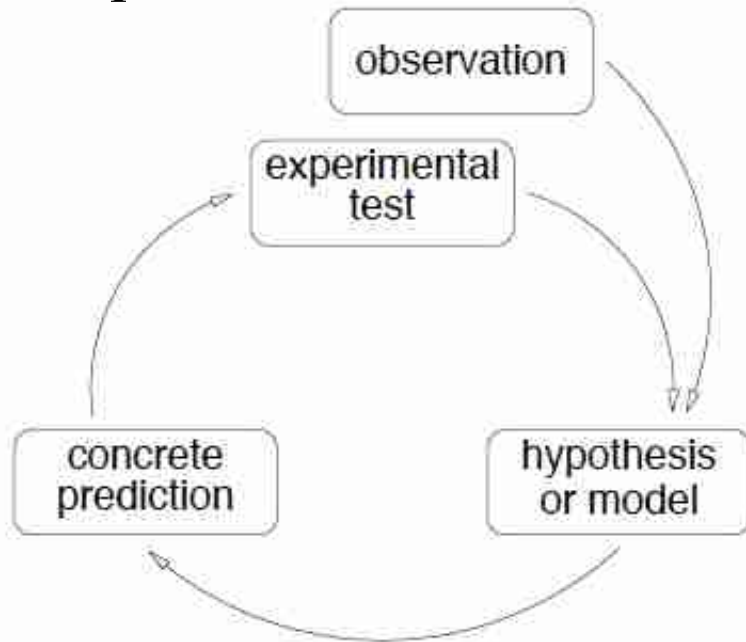 observation
experimental
test
concrete
prediction
hypothesis
or model